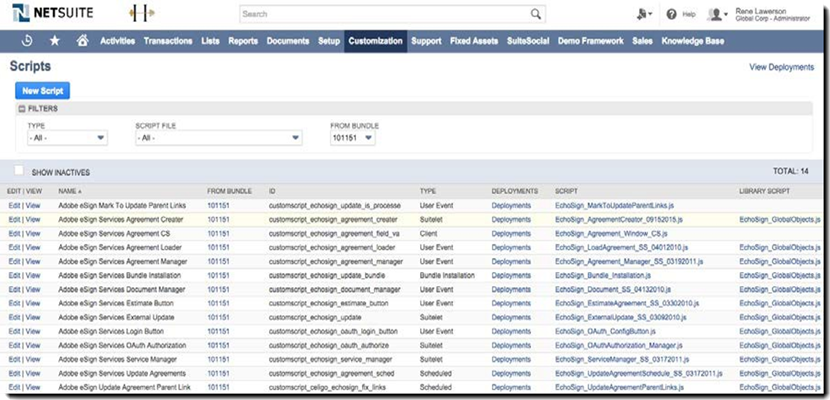 NETSUITE
Search
Help
Rene Lawerson
Global Corp - Administrator
Activities Transactions Lists Reports Documents Setup Customization Support Fixed Assets SuiteSocial Demo Framework Sales Knowledge Base
Scripts
View Deployments
New Script
FILTERS
TYPE SCRIPT FILE FROM BUNDLE
- All - - All - 101151
SHOW INACTIVES TOTAL: 14
EDIT | VIEW NAME ▲ FROM BUNDLE ID TYPE DEPLOYMENTS SCRIPT LIBRARY SCRIPT
Edit | View Adobe eSign Mark To Update Parent Links 101151 customscript_echosign_update_is_processe User Event Deployments EchoSign_MarkToUpdateParentLinks.js
Edit | View Adobe eSign Services Agreement Creater 101151 customscript_echosign_agreement_creator Suitelet Deployments EchoSign_AgreementCreator_09152015.js EchoSign_GlobalObjects.js
Edit | View Adobe eSign Services Agreement CS 101151 customscript_echosign_agreement_field_va Client Deployments EchoSign_Agreement_Window_CS.js
Edit | View Adobe eSign Services Agreement Loader 101151 customscript_echosign_agreement_loader User Event Deployments EchoSign_LoadAgreement_SS_04012010.js EchoSign_GlobalObjects.js
Edit | View Adobe eSign Services Agreement Manager 101151 customscript_echosign_agreement_manager User Event Deployments EchoSign_Agreement_Manager_SS_03192011.js EchoSign_GlobalObjects.js
Edit | View Adobe eSign Services Bundle Installation 101151 customscript_echosign_update_bundle Bundle Installation Deployments EchoSign_Bundle_Installation.js EchoSign_GlobalObjects.js
Edit | View Adobe eSign Services Document Manager 101151 customscript_echosign_document_manager User Event Deployments EchoSign_Document_SS_04132010.js EchoSign_GlobalObjects.js
Edit | View Adobe eSign Services Estimate Button 101151 customscript_echosign_estimate_button User Event Deployments EchoSign_EstimateAgreement_SS_03302010.js EchoSign_GlobalObjects.js
Edit | View Adobe eSign Services External Update 101151 customscript_echosign_update Suitelet Deployments EchoSign_ExternalUpdate_SS_03092010.js EchoSign_GlobalObjects.js
Edit | View Adobe eSign Services Login Button 101151 customscript_echosign_oauth_login_button User Event Deployments EchoSign_OAuth_ConfigButton.js EchoSign_GlobalObjects.js
Edit | View Adobe eSign Services OAuth Authorization 101151 customscript_echosign_oauth_authorize Suitelet Deployments EchoSign_OAuthAuthorization_Manager.js EchoSign_GlobalObjects.js
Edit | View Adobe eSign Services Service Manager 101151 customscript_echosign_service_manager Suitelet Deployments EchoSign_ServiceManager_SS_03172011.js EchoSign_GlobalObjects.js
Edit | View Adobe eSign Services Update Agreements 101151 customscript_echosign_agreement_sched Scheduled Deployments EchoSign_UpdateAgreementSchedule_SS_03172011.js EchoSign_GlobalObjects.js
Edit | View Adobe eSign Update Agreement Parent Link 101151 customscript_celigo_echosign_fix_links Scheduled Deployments EchoSign_UpdateAgreementParentLinks.js EchoSign_GlobalObjects.js